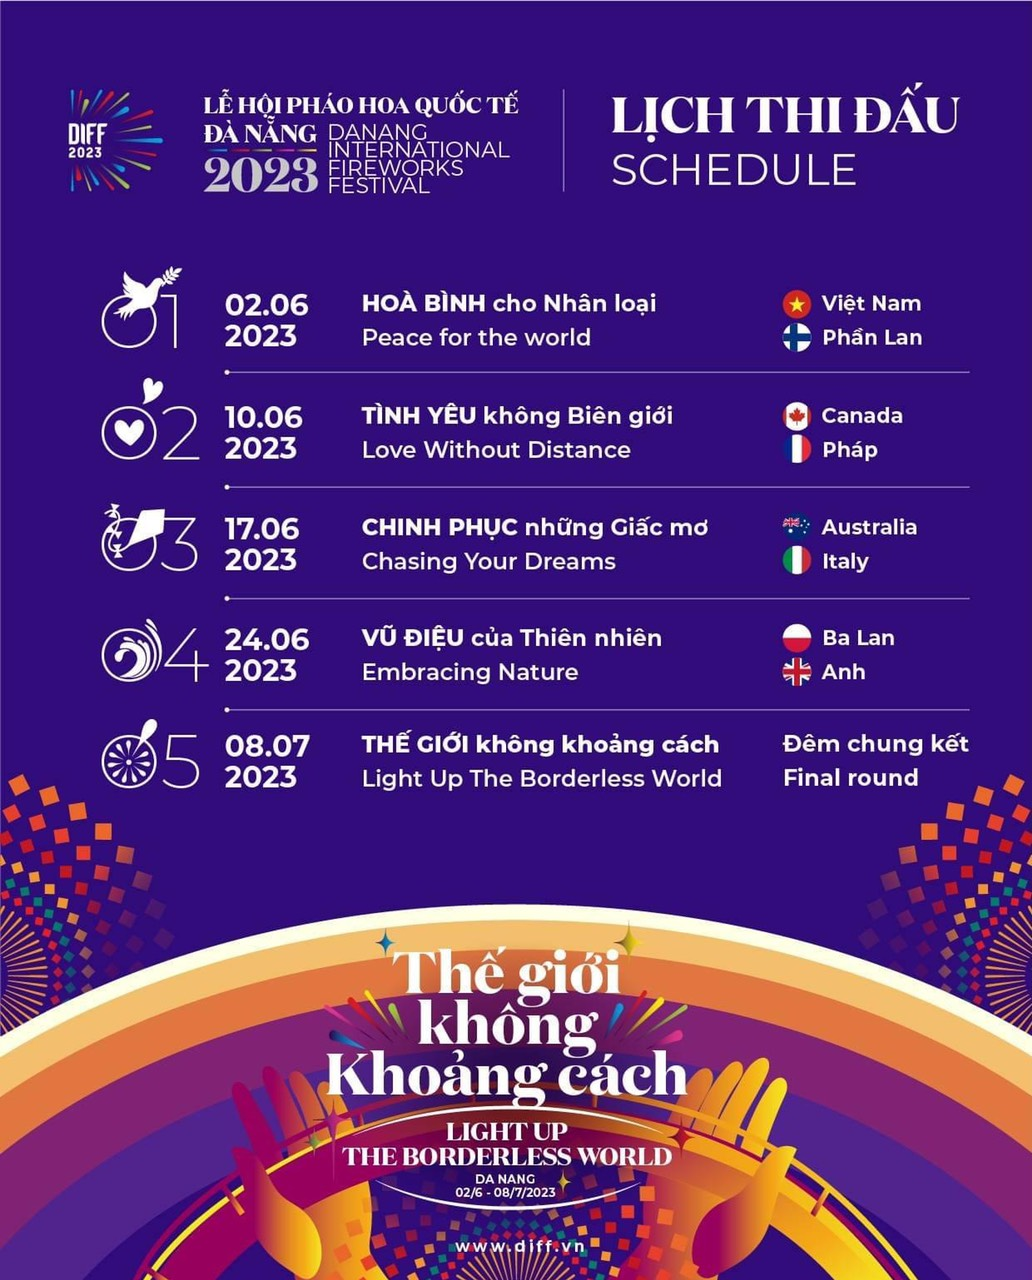 DIFF
2023
LỄ HỘI PHÁO HOA QUỐC TẾ
ĐÀ NẴNG
2023
DANANG
INTERNATIONAL
FIREWORKS
FESTIVAL
LỊCH THI ĐẤU
SCHEDULE
01
02.06
2023
HOÀ BÌNH cho Nhân loại
Peace for the world
Việt Nam
Phần Lan
02
10.06
2023
TÌNH YÊU không Biên giới
Love Without Distance
Canada
Pháp
03
17.06
2023
CHINH PHỤC những Giấc mơ
Chasing Your Dreams
Australia
Italy
04
24.06
2023
VŨ ĐIỆU của Thiên nhiên
Embracing Nature
Ba Lan
Anh
05
08.07
2023
THẾ GIỚI không khoảng cách
Light Up The Borderless World
Đêm chung kết
Final round
Thế giới
không
Khoảng cách
LIGHT UP
THE BORDERLESS WORLD
DA NANG
02/6 - 08/7/2023
www.diff.vn